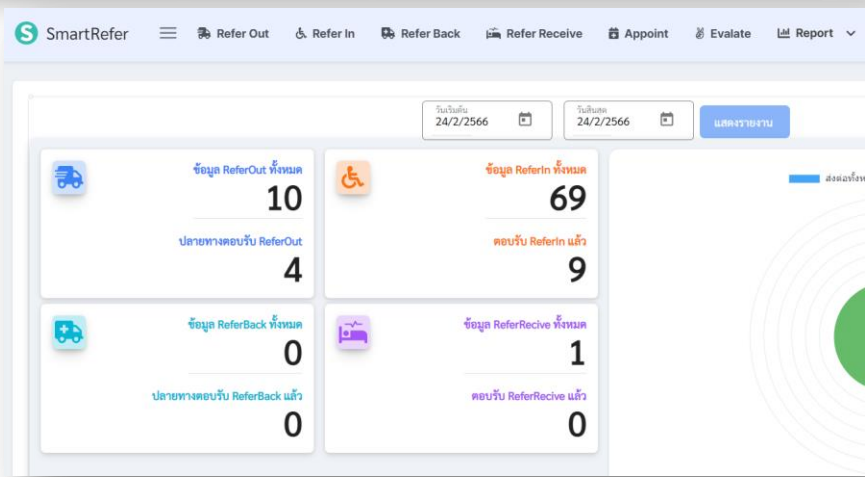 SmartRefer Refer Out Refer In Refer Back Refer Receive Appoint Evalate Report
วันเริ่มต้น วันสิ้นสุด
24/2/2566 24/2/2566 แสดงรายงาน
ข้อมูล ReferOut ทั้งหมด
10
ปลายทางตอบรับ ReferOut
4
ข้อมูล ReferIn ทั้งหมด
69
ตอบรับ ReferIn แล้ว
9
ส่งต่อทั้งห
ข้อมูล ReferBack ทั้งหมด
0
ปลายทางตอบรับ ReferBack แล้ว
0
ข้อมูล ReferRecive ทั้งหมด
1
ตอบรับ ReferRecive แล้ว
0